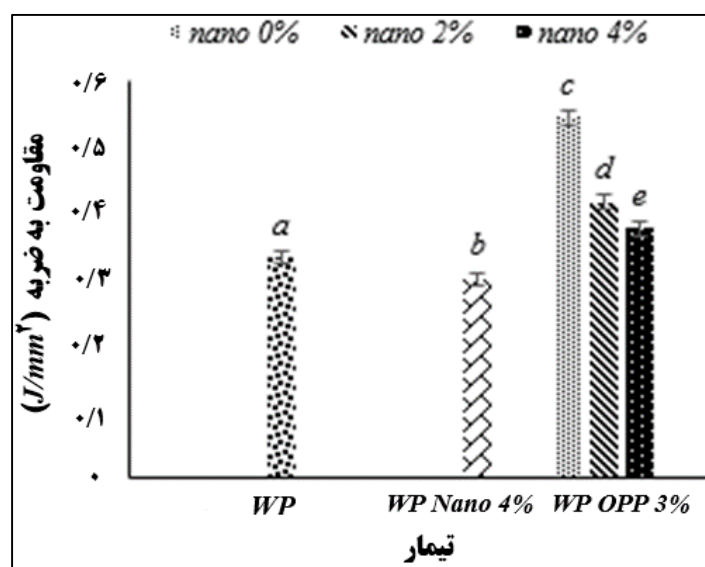 nano 0% nano 2% nano 4%
مقاومت به ضربه (J/mm²)
۰/۶
۰/۵
۰/۴
۰/۳
۰/۲
۰/۱
۰
a
b
c
d
e
WP WP Nano 4% WP OPP 3%
تیمار